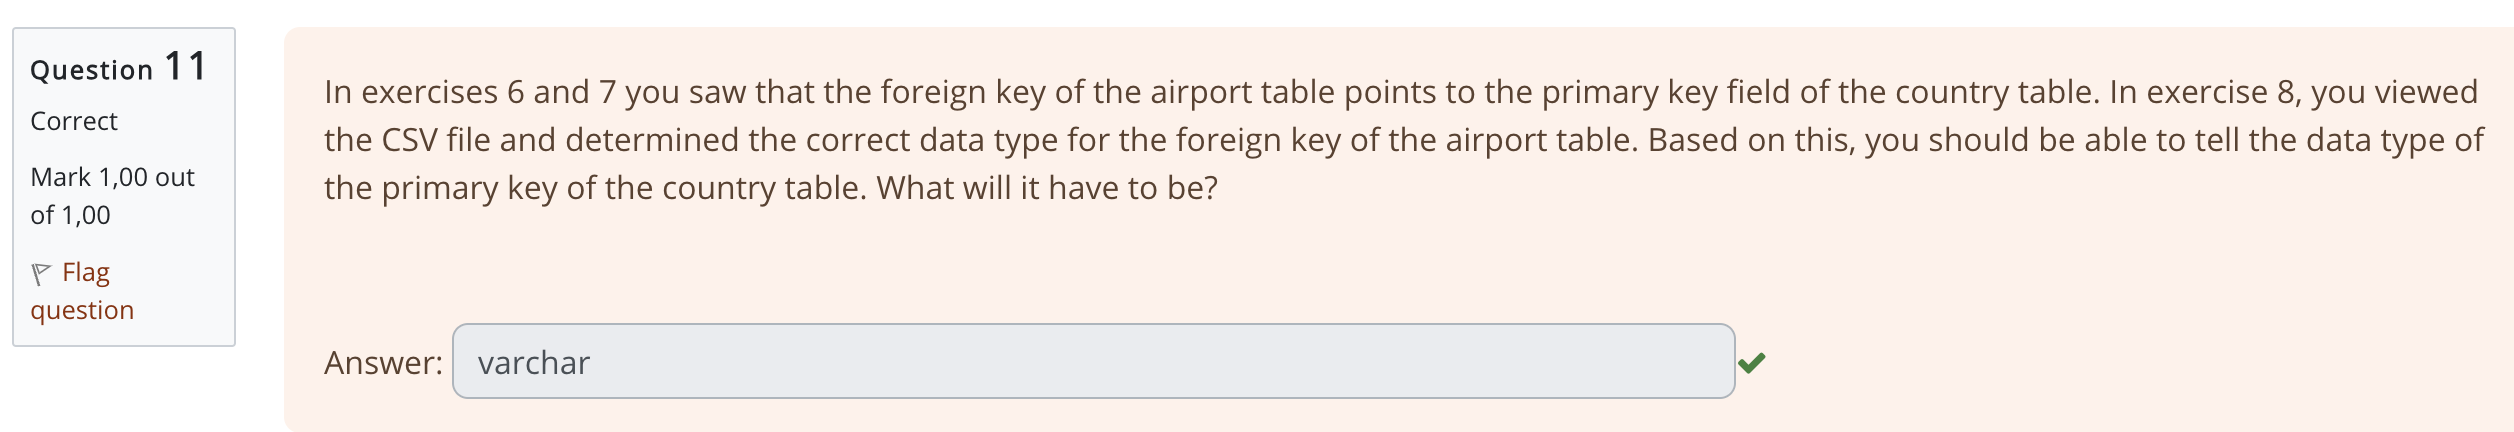 Question 11
Correct
Mark 1,00 out
of 1,00
Flag
question
In exercises 6 and 7 you saw that the foreign key of the airport table points to the primary key field of the country table. In exercise 8, you viewed
the CSV file and determined the correct data type for the foreign key of the airport table. Based on this, you should be able to tell the data type of
the primary key of the country table. What will it have to be?
Answer: varchar